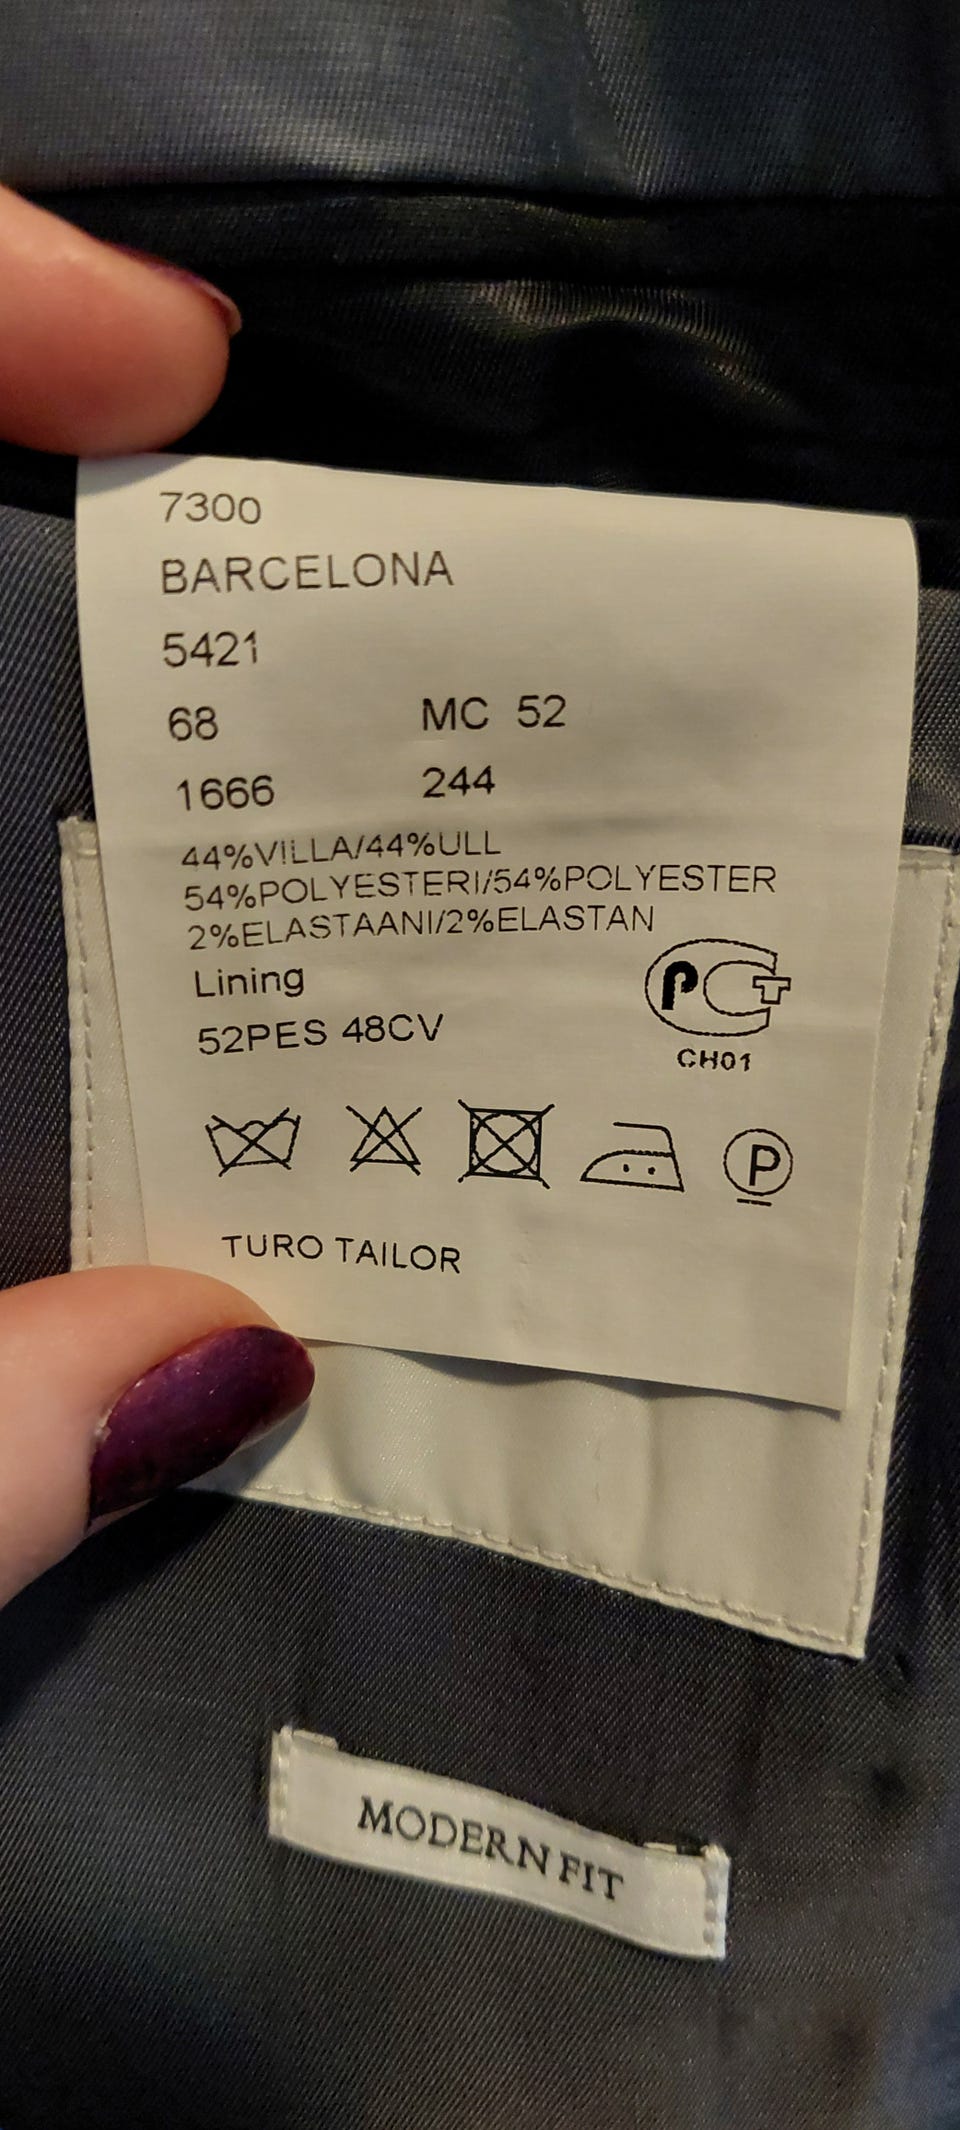 7300
BARCELONA
5421
68 MC 52
1666 244
44%VILLA/44%ULL
54%POLYESTERI/54%POLYESTER
2%ELASTAANI/2%ELASTAN
Lining
52PES 48CV
РСТ
CH01
P
TURO TAILOR
MODERN FIT